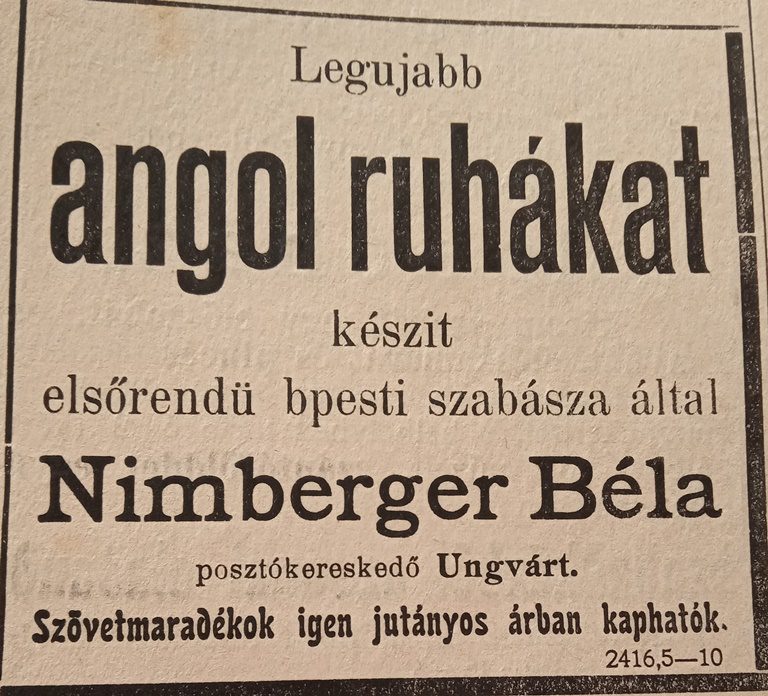 Legujabb
angol ruhákat
készit
elsőrendü bpesti szabásza által
Nimberger Béla
posztókereskedő Ungvárt.
Szövetmaradékok igen jutányos árban kaphatók.
2416,5—10